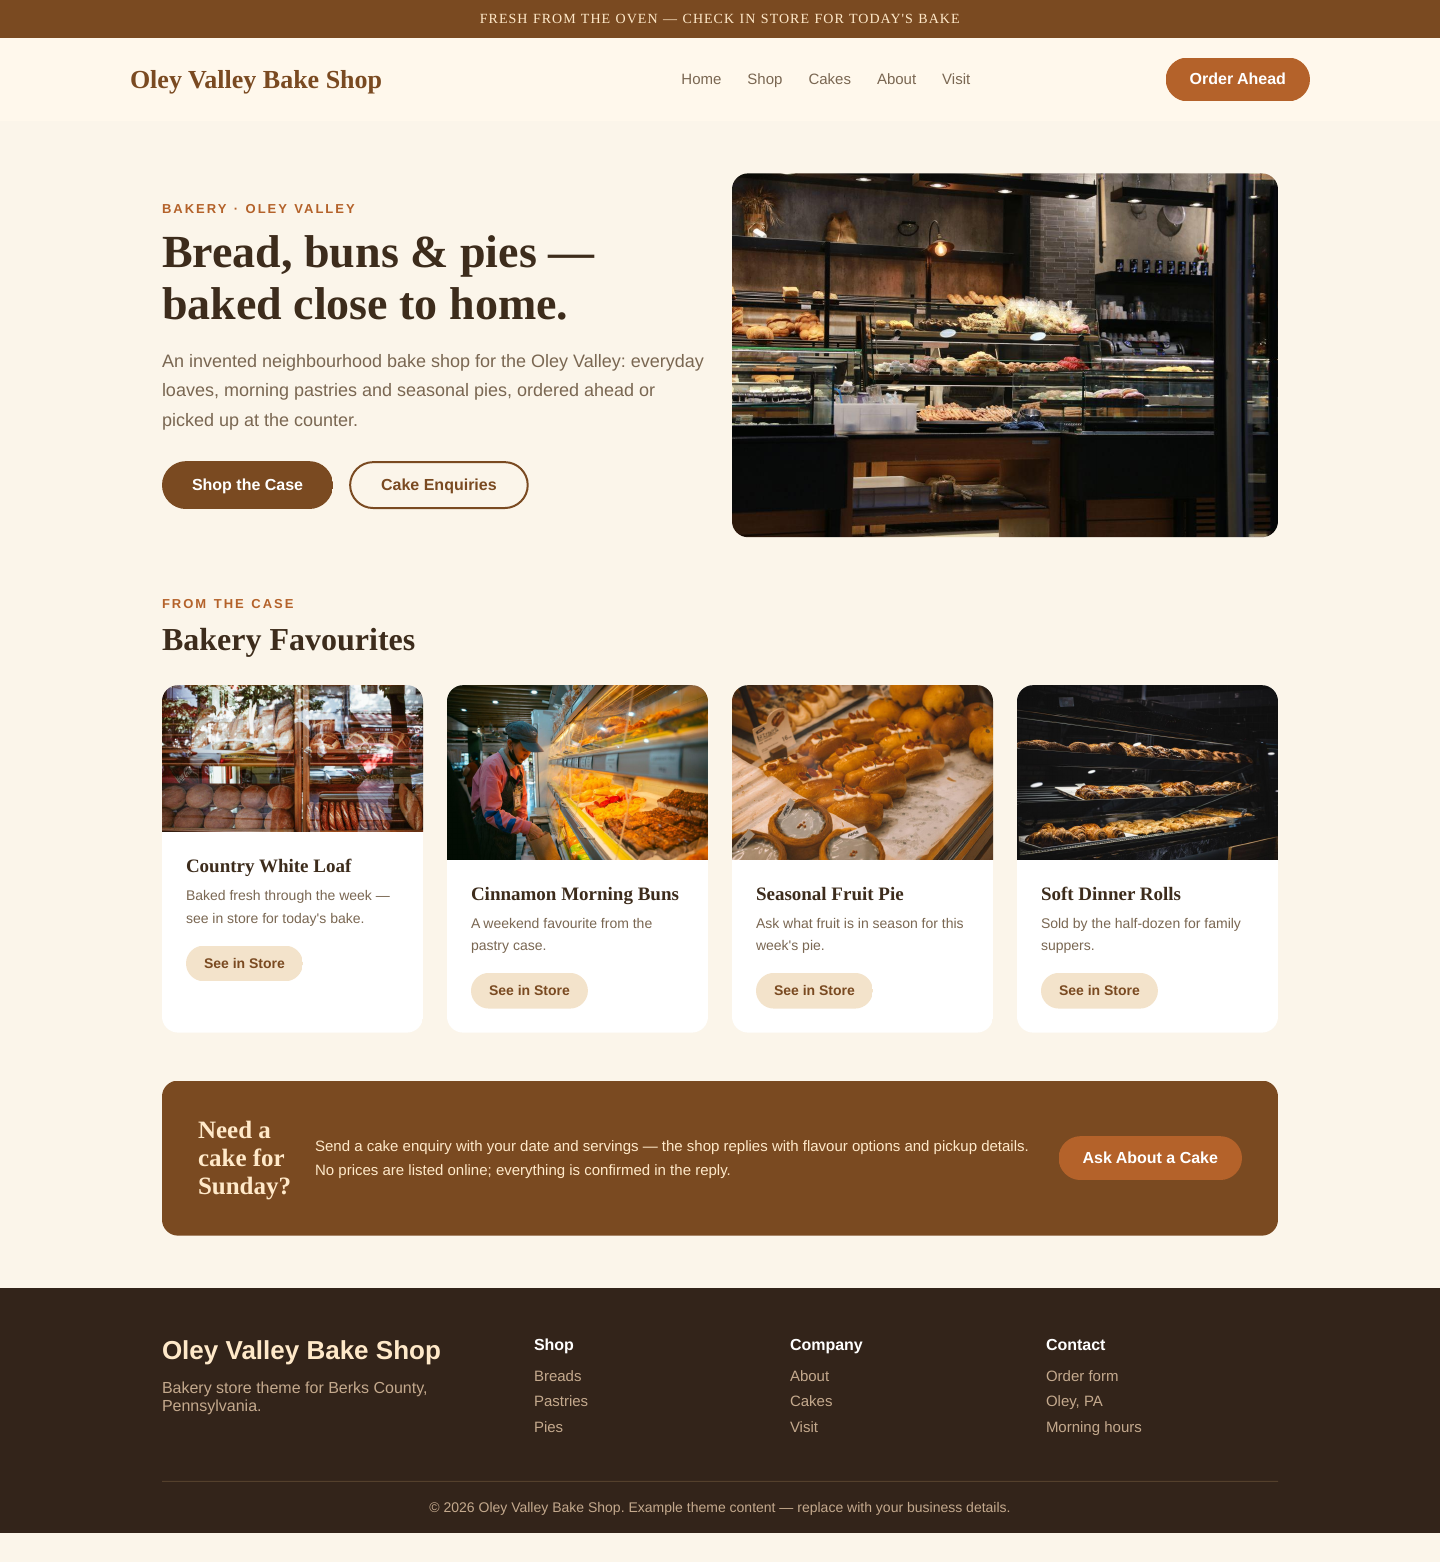 FRESH FROM THE OVEN — CHECK IN STORE FOR TODAY'S BAKE
Oley Valley Bake Shop
Home Shop Cakes About Visit
Order Ahead
BAKERY · OLEY VALLEY
Bread, buns & pies —
baked close to home.
An invented neighbourhood bake shop for the Oley Valley: everyday
loaves, morning pastries and seasonal pies, ordered ahead or
picked up at the counter.
Shop the Case
Cake Enquiries
FROM THE CASE
Bakery Favourites
Country White Loaf
Baked fresh through the week —
see in store for today's bake.
See in Store
Cinnamon Morning Buns
A weekend favourite from the
pastry case.
See in Store
Seasonal Fruit Pie
Ask what fruit is in season for this
week's pie.
See in Store
Soft Dinner Rolls
Sold by the half-dozen for family
suppers.
See in Store
Need a
cake for
Sunday?
Send a cake enquiry with your date and servings — the shop replies with flavour options and pickup details.
No prices are listed online; everything is confirmed in the reply.
Ask About a Cake
Oley Valley Bake Shop
Bakery store theme for Berks County,
Pennsylvania.
Shop
Breads
Pastries
Pies
Company
About
Cakes
Visit
Contact
Order form
Oley, PA
Morning hours
© 2026 Oley Valley Bake Shop. Example theme content — replace with your business details.